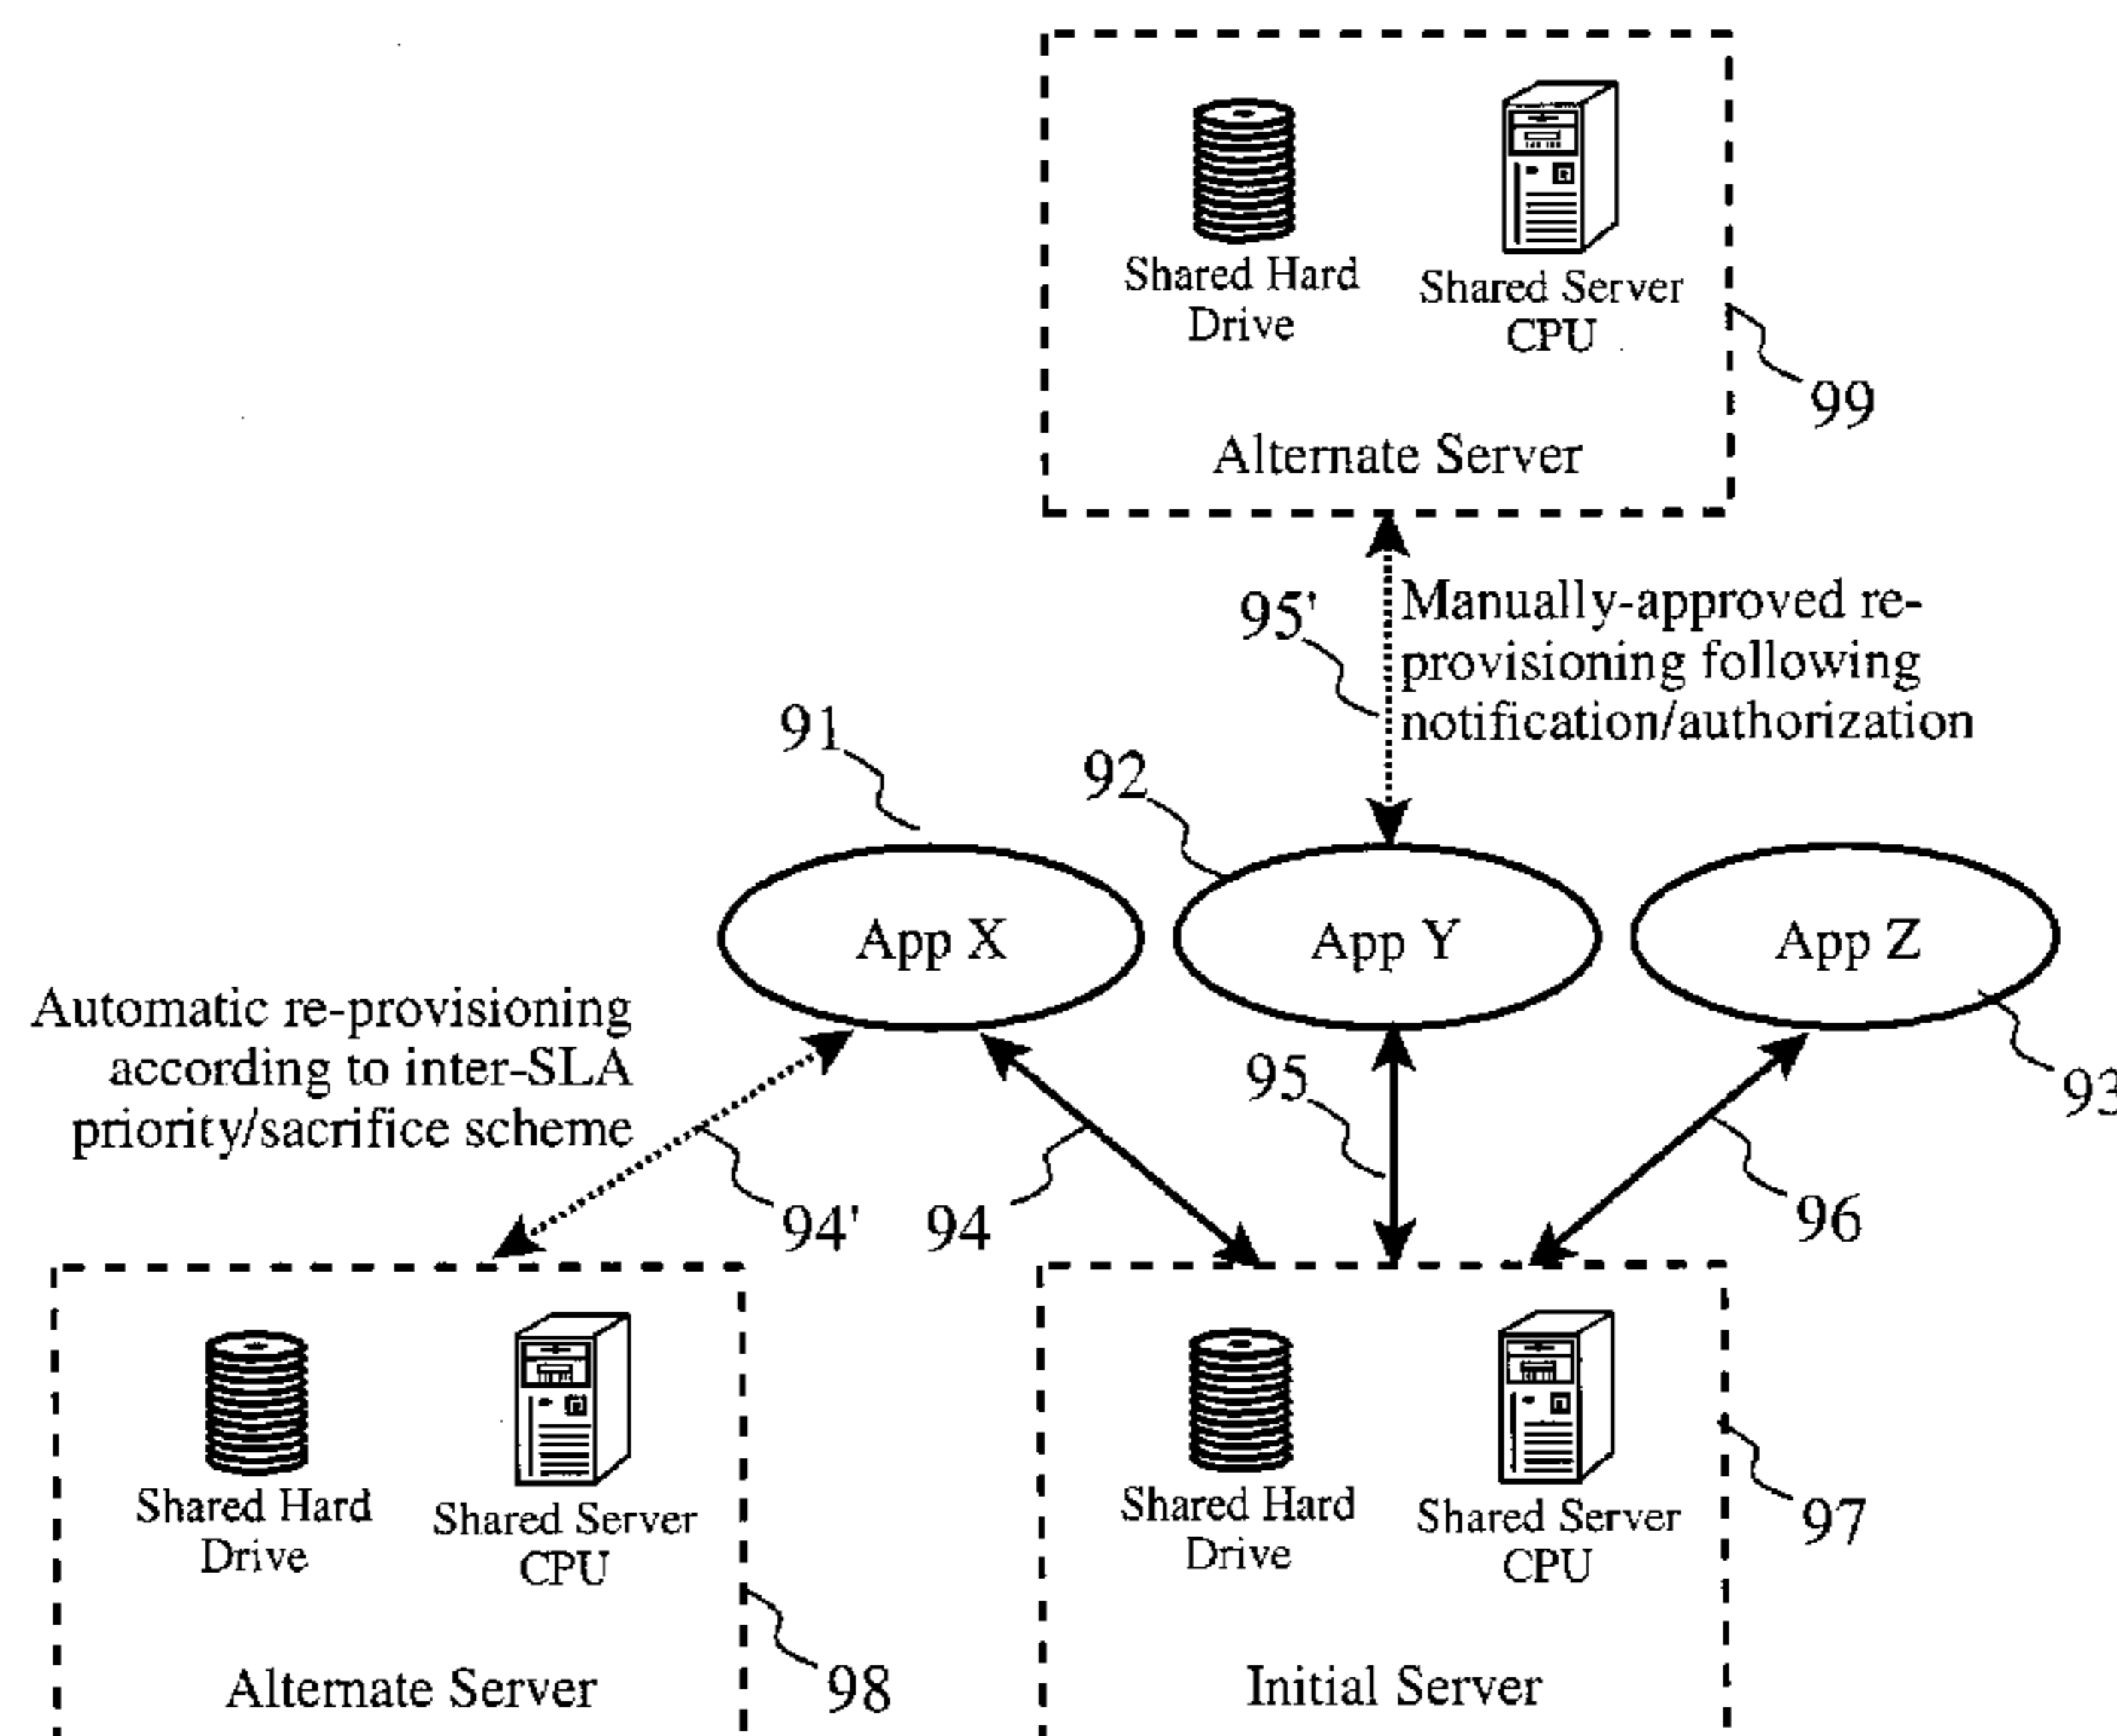 Shared Hard
Drive
Shared Server
CPU
99
Alternate Server
95'
Manually-approved re-
provisioning following
notification/authorization
91
92
App X
App Y
App Z
93
Automatic re-provisioning
according to inter-SLA
priority/sacrifice scheme
94'
94
95
96
Shared Hard
Drive
Shared Server
CPU
98
Alternate Server
Shared Hard
Drive
Shared Server
CPU
97
Initial Server